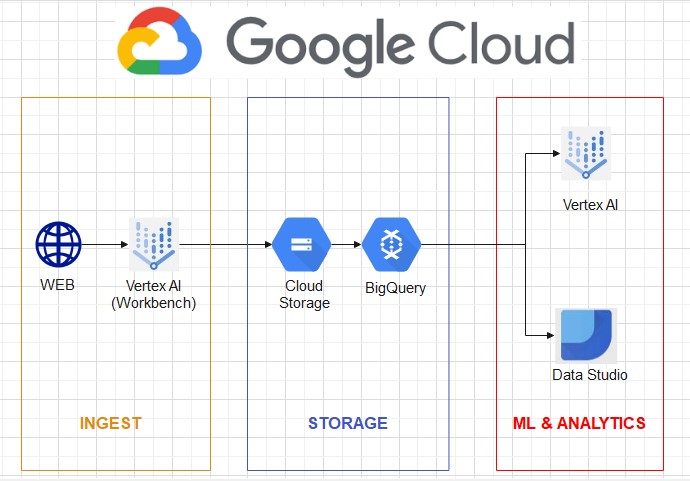 Google Cloud
Vertex AI
WEB
Vertex AI
(Workbench)
Cloud
Storage
BigQuery
Data Studio
INGEST
STORAGE
ML & ANALYTICS